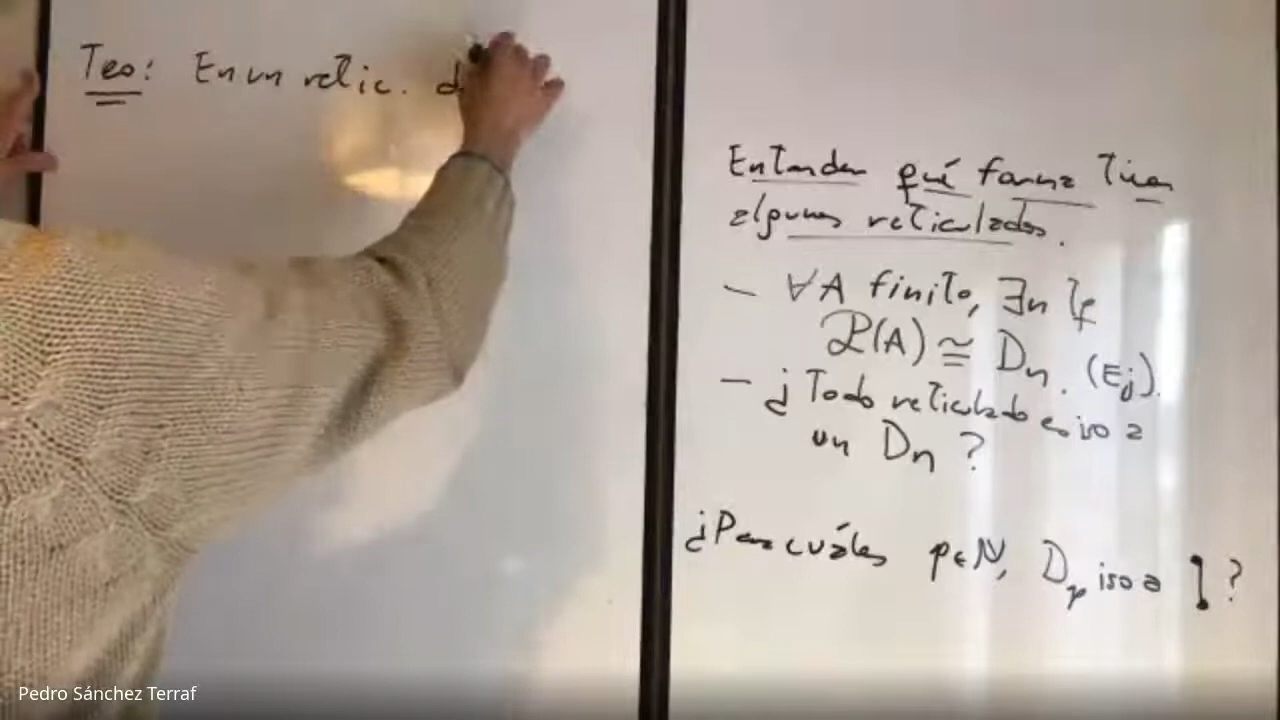 Teo: En un retic. d
Entender qué forma tienen
algunos reticulados.
- ∀A finito, ∃n tq
𝒫(A) ≅ Dn. (Ej).
- ¿Todo reticulado es iso a
un Dn ?
¿Para cuáles p∈ℕ, Dp iso a ?
Pedro Sánchez Terraf